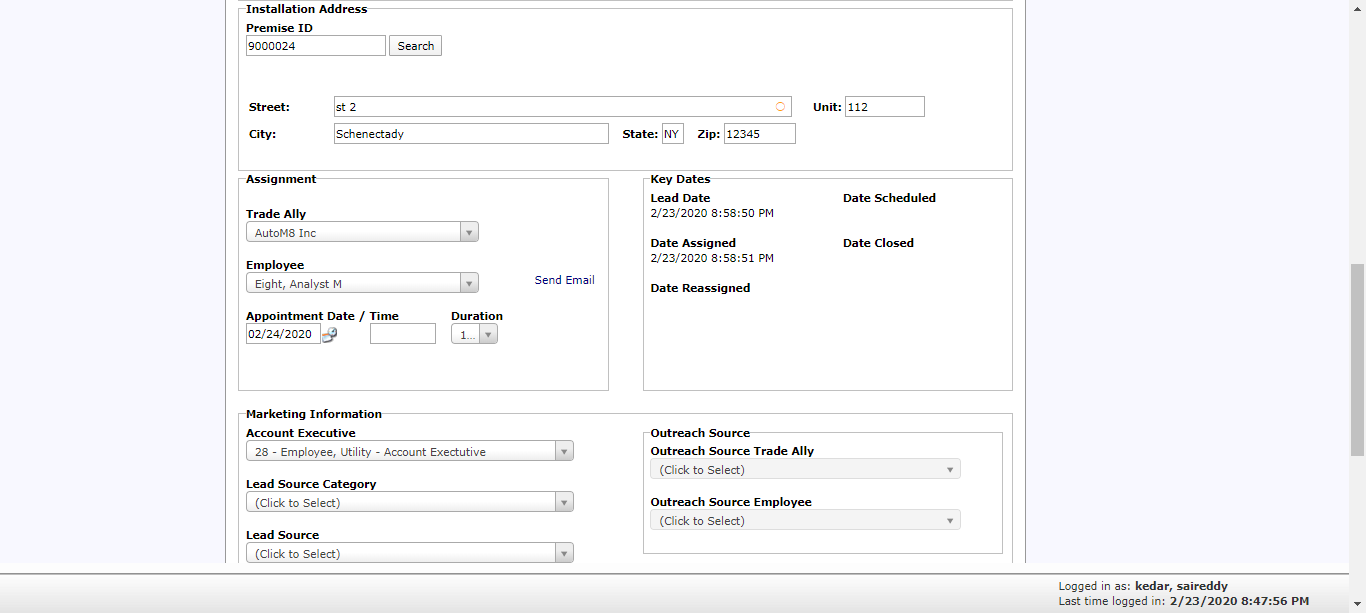 Installation Address
Premise ID
9000024 Search
Street: st 2 Unit: 112
City: Schenectady State: NY Zip: 12345
Assignment
Trade Ally
AutoM8 Inc
Employee
Eight, Analyst M
Send Email
Appointment Date / Time Duration
02/24/2020 1...
Key Dates
Lead Date Date Scheduled
2/23/2020 8:58:50 PM
Date Assigned Date Closed
2/23/2020 8:58:51 PM
Date Reassigned
Marketing Information
Account Executive
28 - Employee, Utility - Account Exectutive
Lead Source Category
(Click to Select)
Lead Source
(Click to Select)
Outreach Source
Outreach Source Trade Ally
(Click to Select)
Outreach Source Employee
(Click to Select)
Logged in as: kedar, saireddy
Last time logged in: 2/23/2020 8:47:56 PM